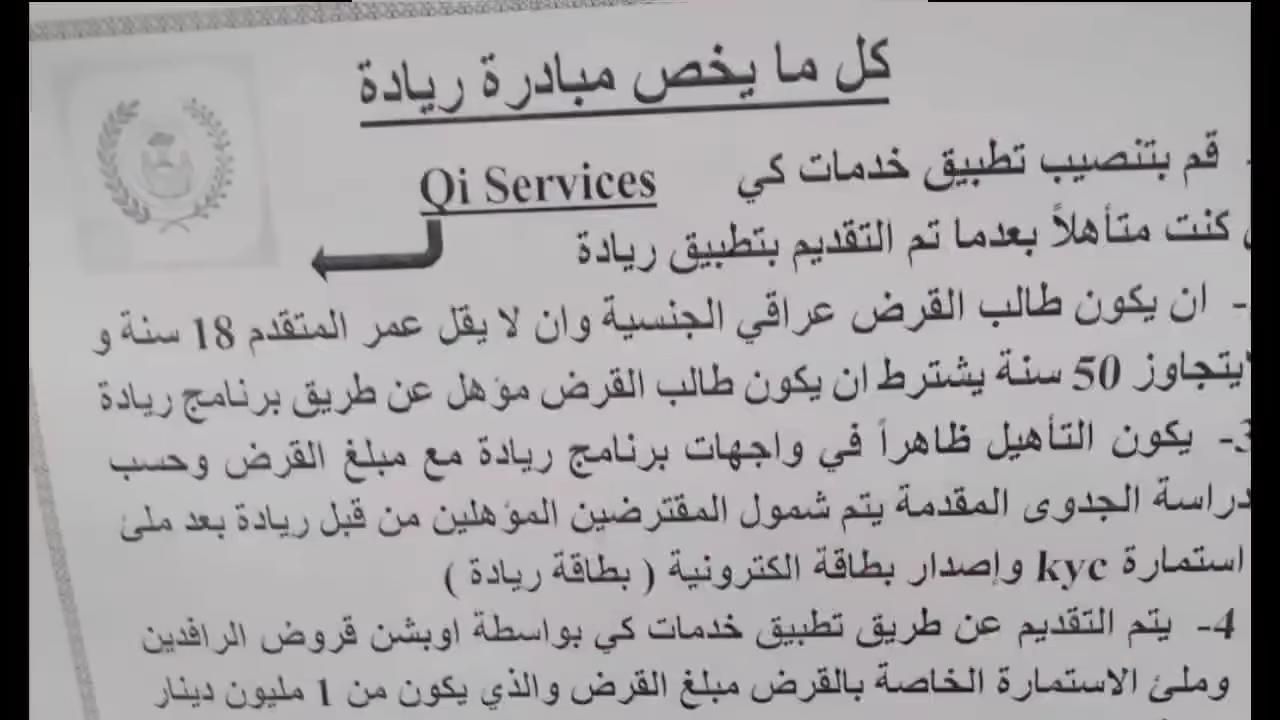 كل ما يخص مبادرة ريادة
- قم بتنصيب تطبيق خدمات كي Qi Services
كنت متأهلاً بعدما تم التقديم بتطبيق ريادة
- ان يكون طالب القرض عراقي الجنسية وان لا يقل عمر المتقدم 18 سنة و
لايتجاوز 50 سنة يشترط ان يكون طالب القرض مؤهل عن طريق برنامج ريادة
3- يكون التأهيل ظاهراً في واجهات برنامج ريادة مع مبلغ القرض وحسب
دراسة الجدوى المقدمة يتم شمول المقترضين المؤهلين من قبل ريادة بعد ملئ
استمارة kyc وإصدار بطاقة الكترونية ( بطاقة ريادة )
4- يتم التقديم عن طريق تطبيق خدمات كي بواسطة اوبشن قروض الرافدين
وملئ الاستمارة الخاصة بالقرض مبلغ القرض والذي يكون من 1 مليون دينار